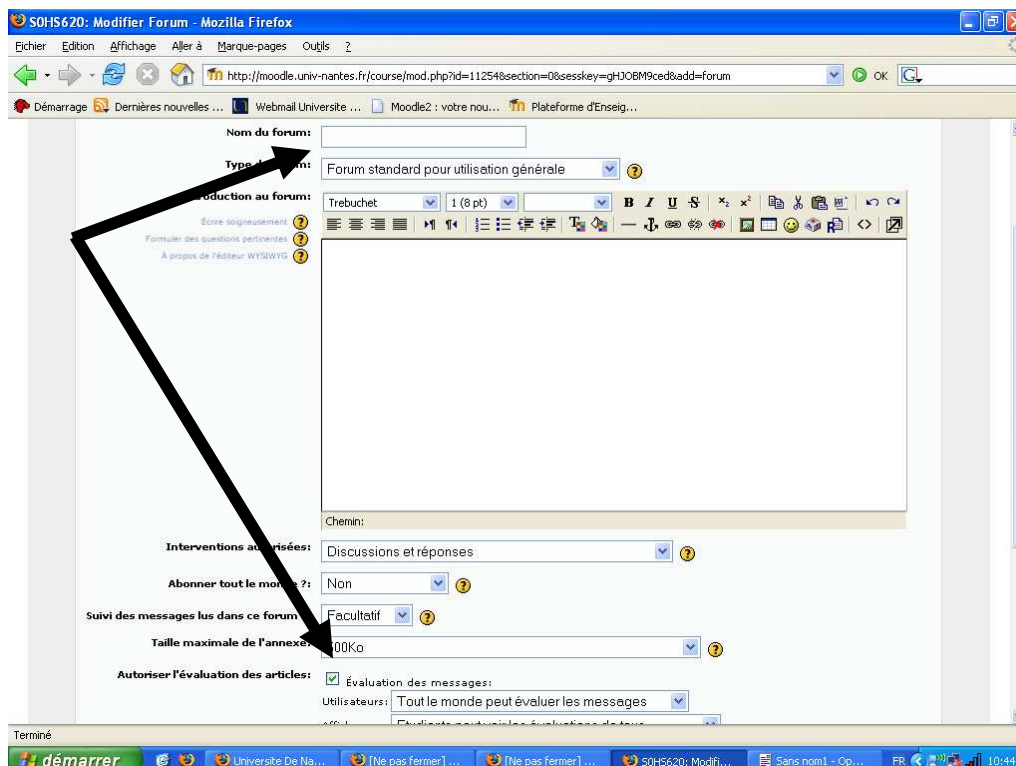 S0HS620: Modifier Forum - Mozilla Firefox
Fichier Edition Affichage Aller à Marque-pages Outils ?
http://moodle.univ-nantes.fr/course/mod.php?id=11254&section=0&sesskey=gHJOBM9ced&add=forum OK G
Démarrage Dernières nouvelles ... Webmail Universite ... Moodle2 : votre nou... Plateforme d'Enseig...
Nom du forum:
Forum standard pour utilisation générale
au forum:
Trebuchet 1 (8 pt) B I U S x₂ x²
Écrire soigneusement
Formuler des questions pertinentes
A propos de l'éditeur WYSIWYG
Chemin:
Interventions Discussions et réponses
Abonner tout le ?: Non
Suivi des messages lus dans ce forum Facultatif
Taille maximale de l'annexe:
Autoriser l'évaluation des articles: Évaluation des messages:
Utilisateurs: Tout le monde peut évaluer les messages
Terminé
démarrer Universite De Na... [Ne pas fermer] ... [Ne pas fermer] ... S0HS620: Modifi... Sans nom1 - Op... FR 10:44